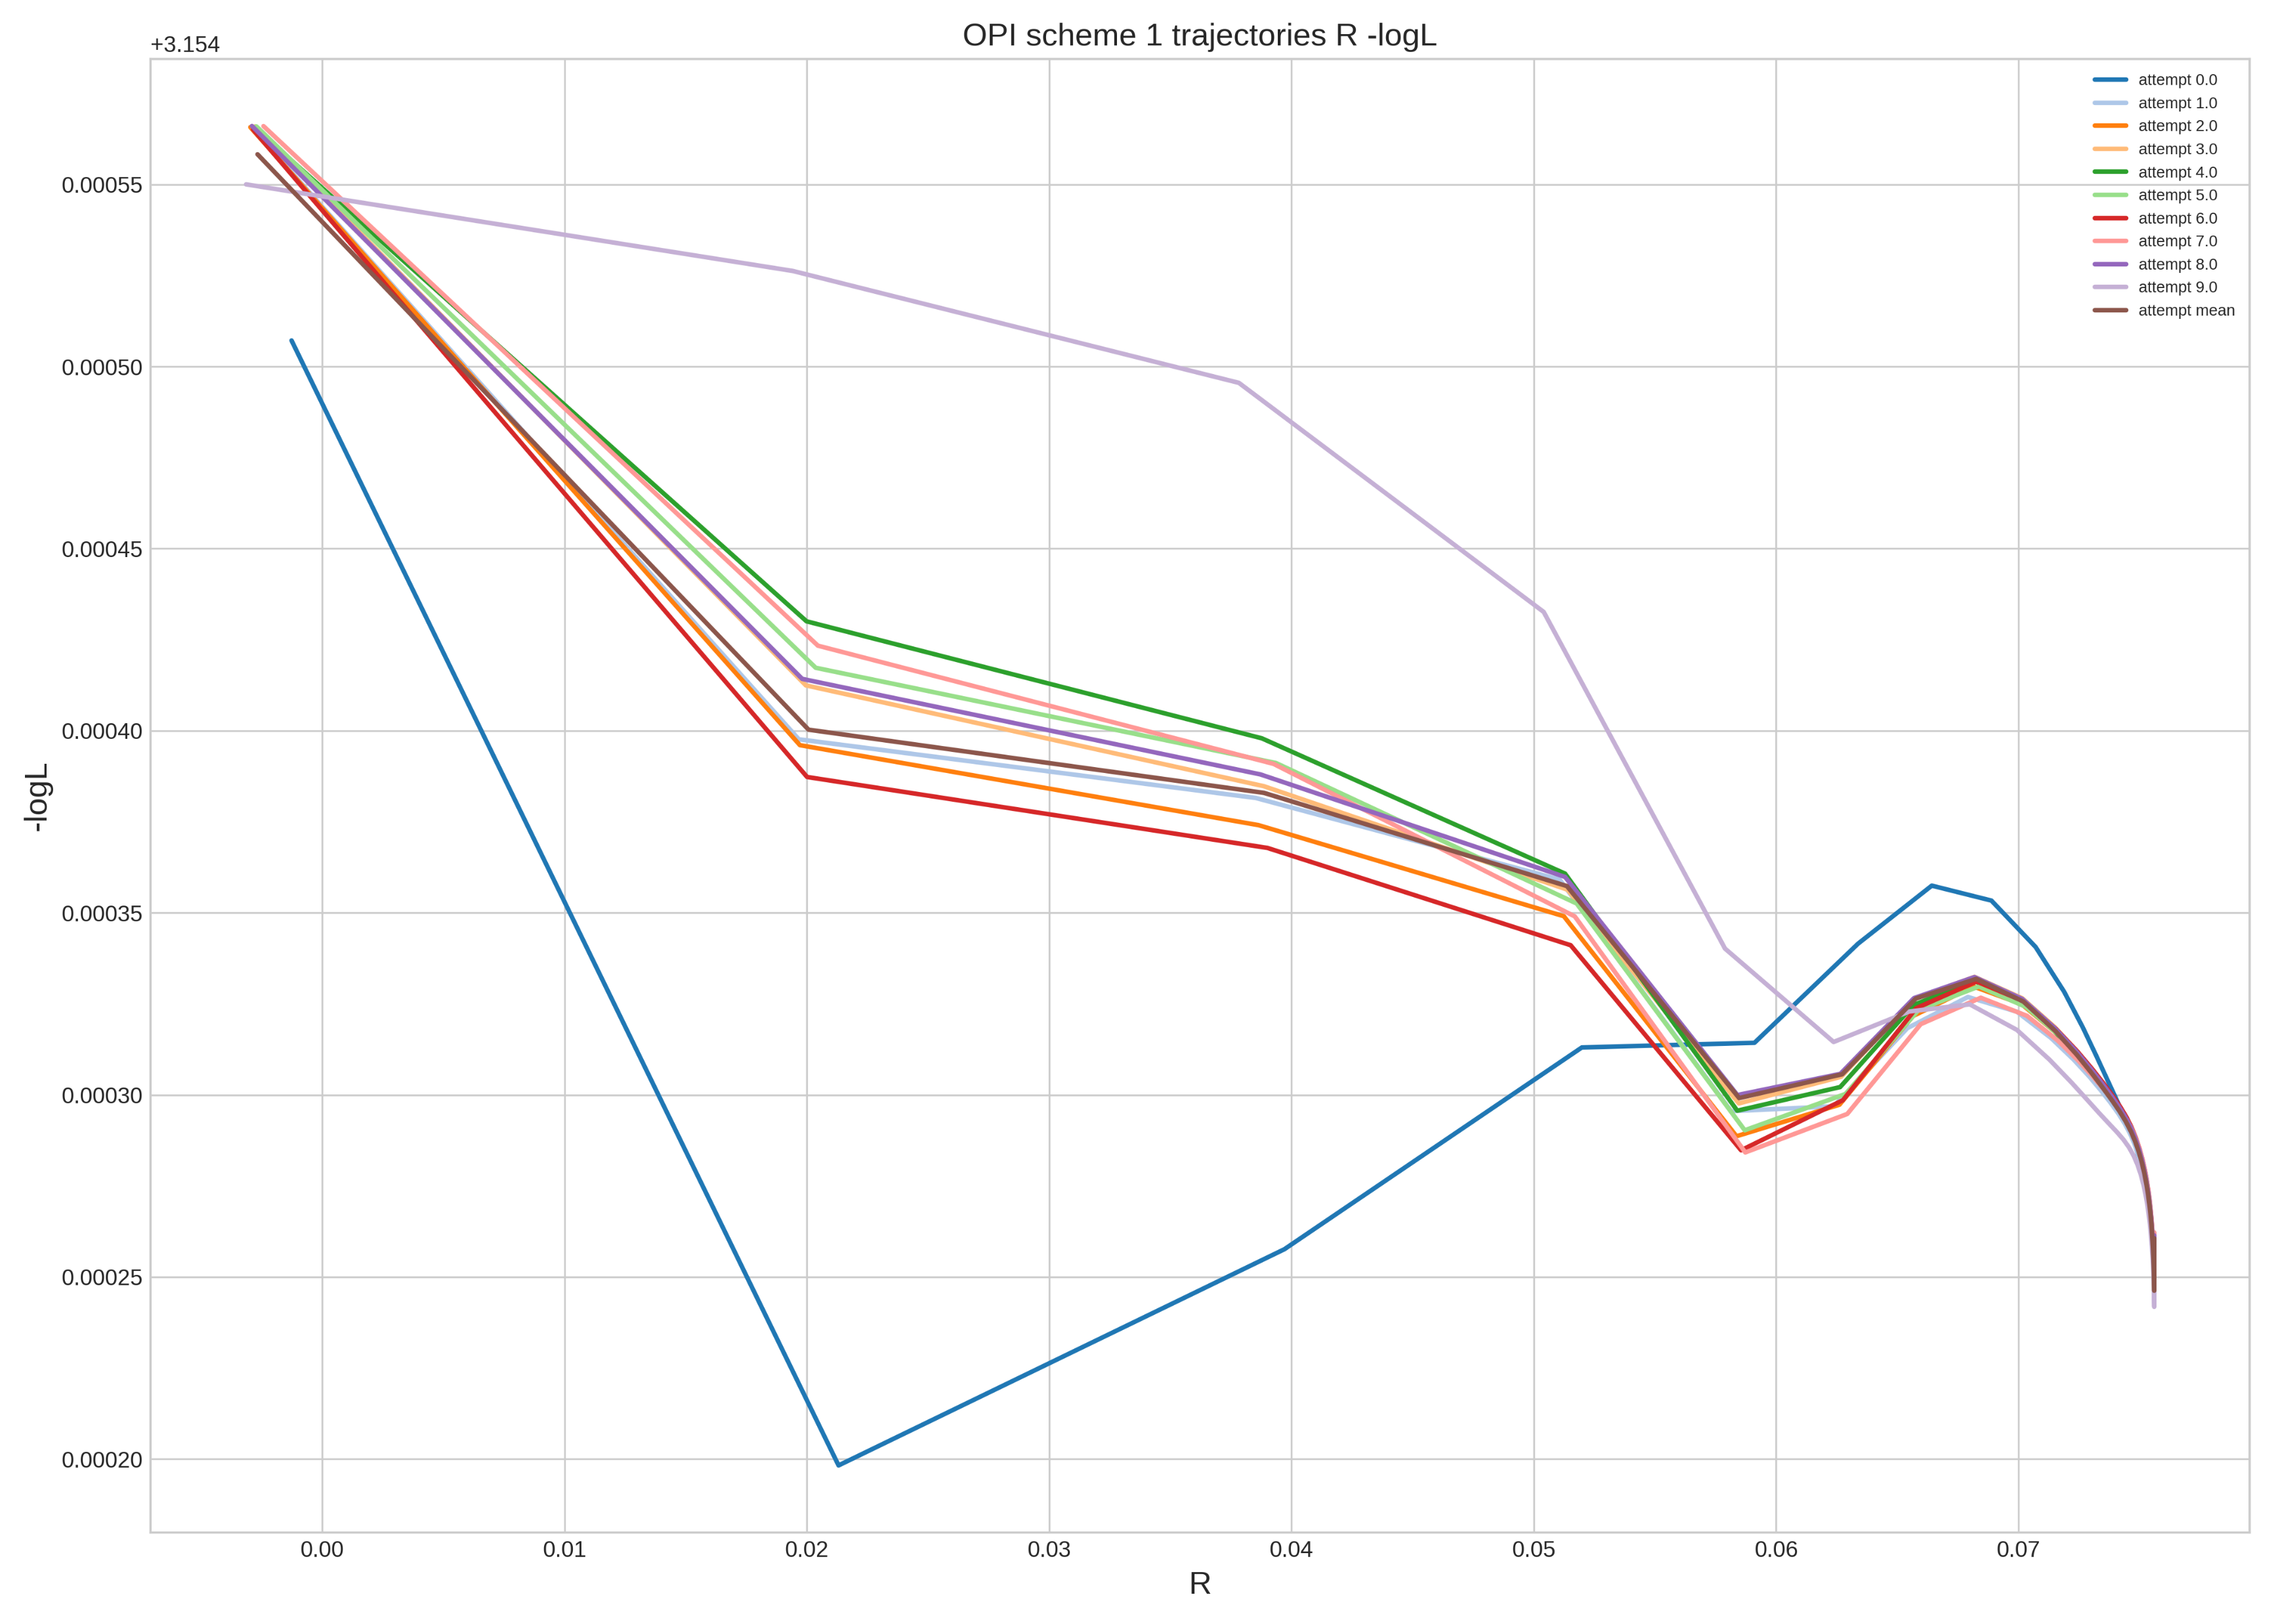 OPI scheme 1 trajectories R -logL
+3.154
attempt 0.0
attempt 1.0
attempt 2.0
attempt 3.0
attempt 4.0
attempt 5.0
attempt 6.0
attempt 7.0
attempt 8.0
attempt 9.0
attempt mean
0.00055
0.00050
0.00045
0.00040
0.00035
0.00030
0.00025
0.00020
-logL
0.00 0.01 0.02 0.03 0.04 0.05 0.06 0.07
R